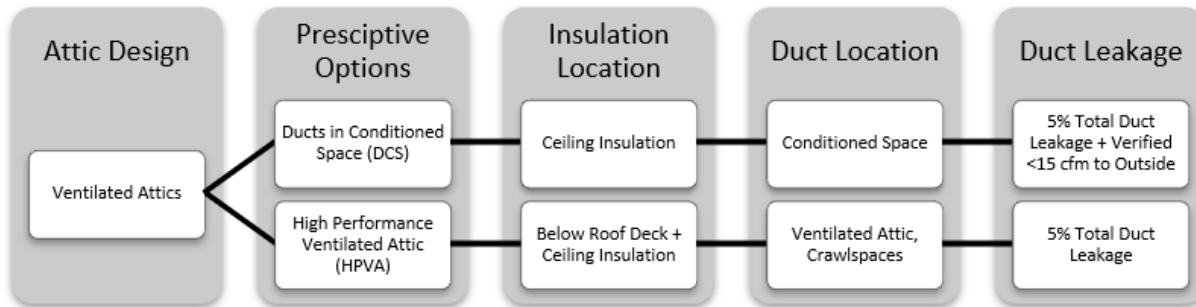 Attic Design
Presciptive
Options
Insulation
Location
Duct Location
Duct Leakage
Ventilated Attics
Ducts in Conditioned
Space (DCS)
Ceiling Insulation
Conditioned Space
5% Total Duct
Leakage + Verified
<15 cfm to Outside
High Performance
Ventilated Attic
(HPVA)
Below Roof Deck +
Ceiling Insulation
Ventilated Attic,
Crawlspaces
5% Total Duct
Leakage